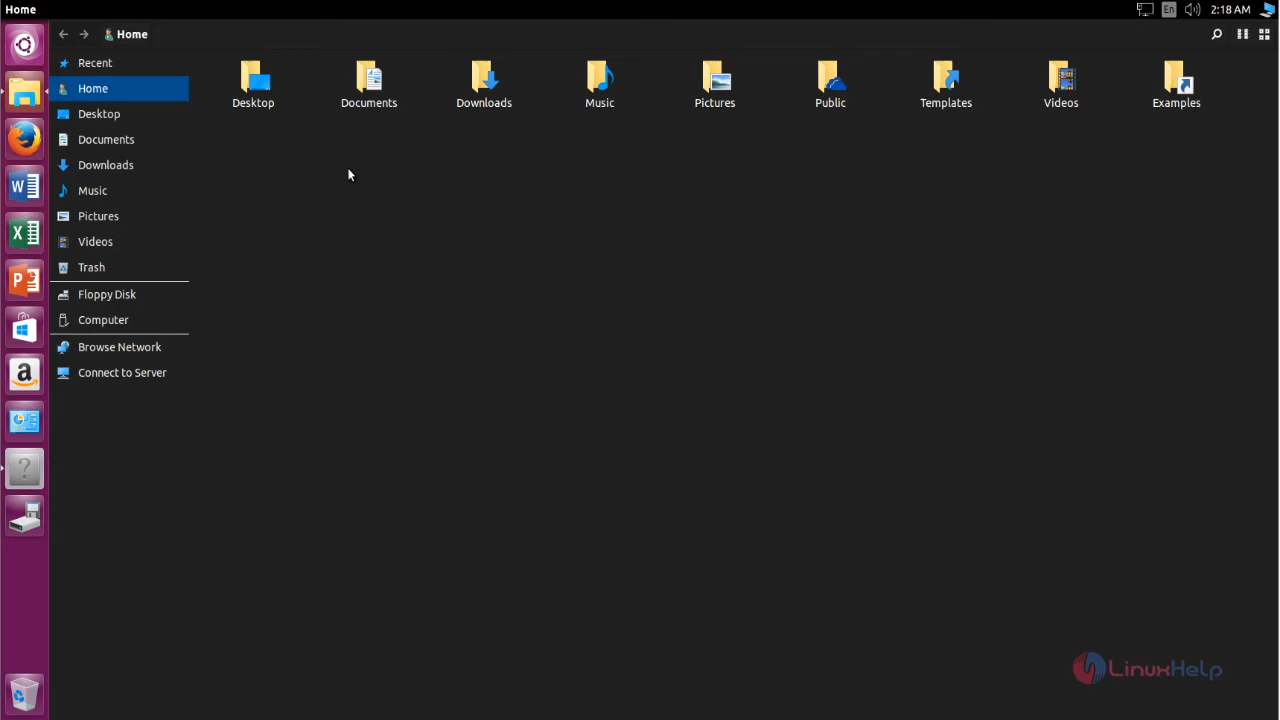 Home
En
2:18 AM
Home
Recent
Home
Desktop
Documents
Downloads
Music
Pictures
Videos
Trash
Floppy Disk
Computer
Browse Network
Connect to Server
Desktop
Documents
Downloads
Music
Pictures
Public
Templates
Videos
Examples
W
X
P
a
?
LinuxHelp